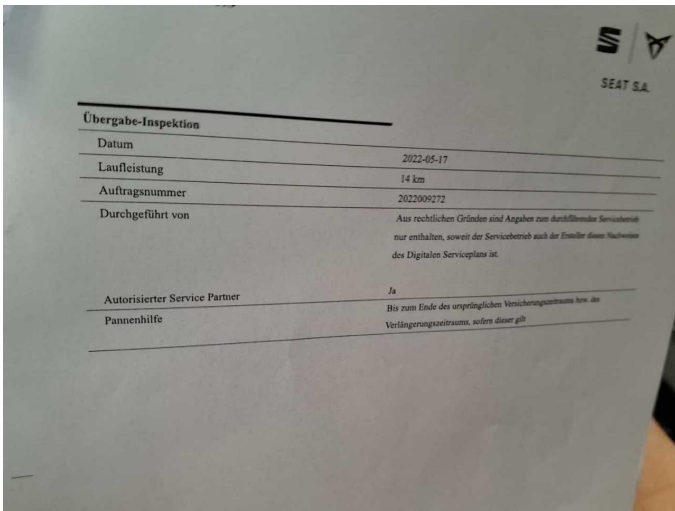 SEAT S.A.
Übergabe-Inspektion
Datum 2022-05-17
Laufleistung 14 km
Auftragsnummer 2022009272
Durchgeführt von Aus rechtlichen Gründen sind Angaben zum durchführenden Servicebetrieb
nur enthalten, soweit der Servicebetrieb auch der Ersteller dieses Nachweises
des Digitalen Serviceplans ist.
Autorisierter Service Partner Ja
Pannenhilfe Bis zum Ende des ursprünglichen Versicherungszeitraums bzw. des
Verlängerungszeitraums, sofern dieser gilt